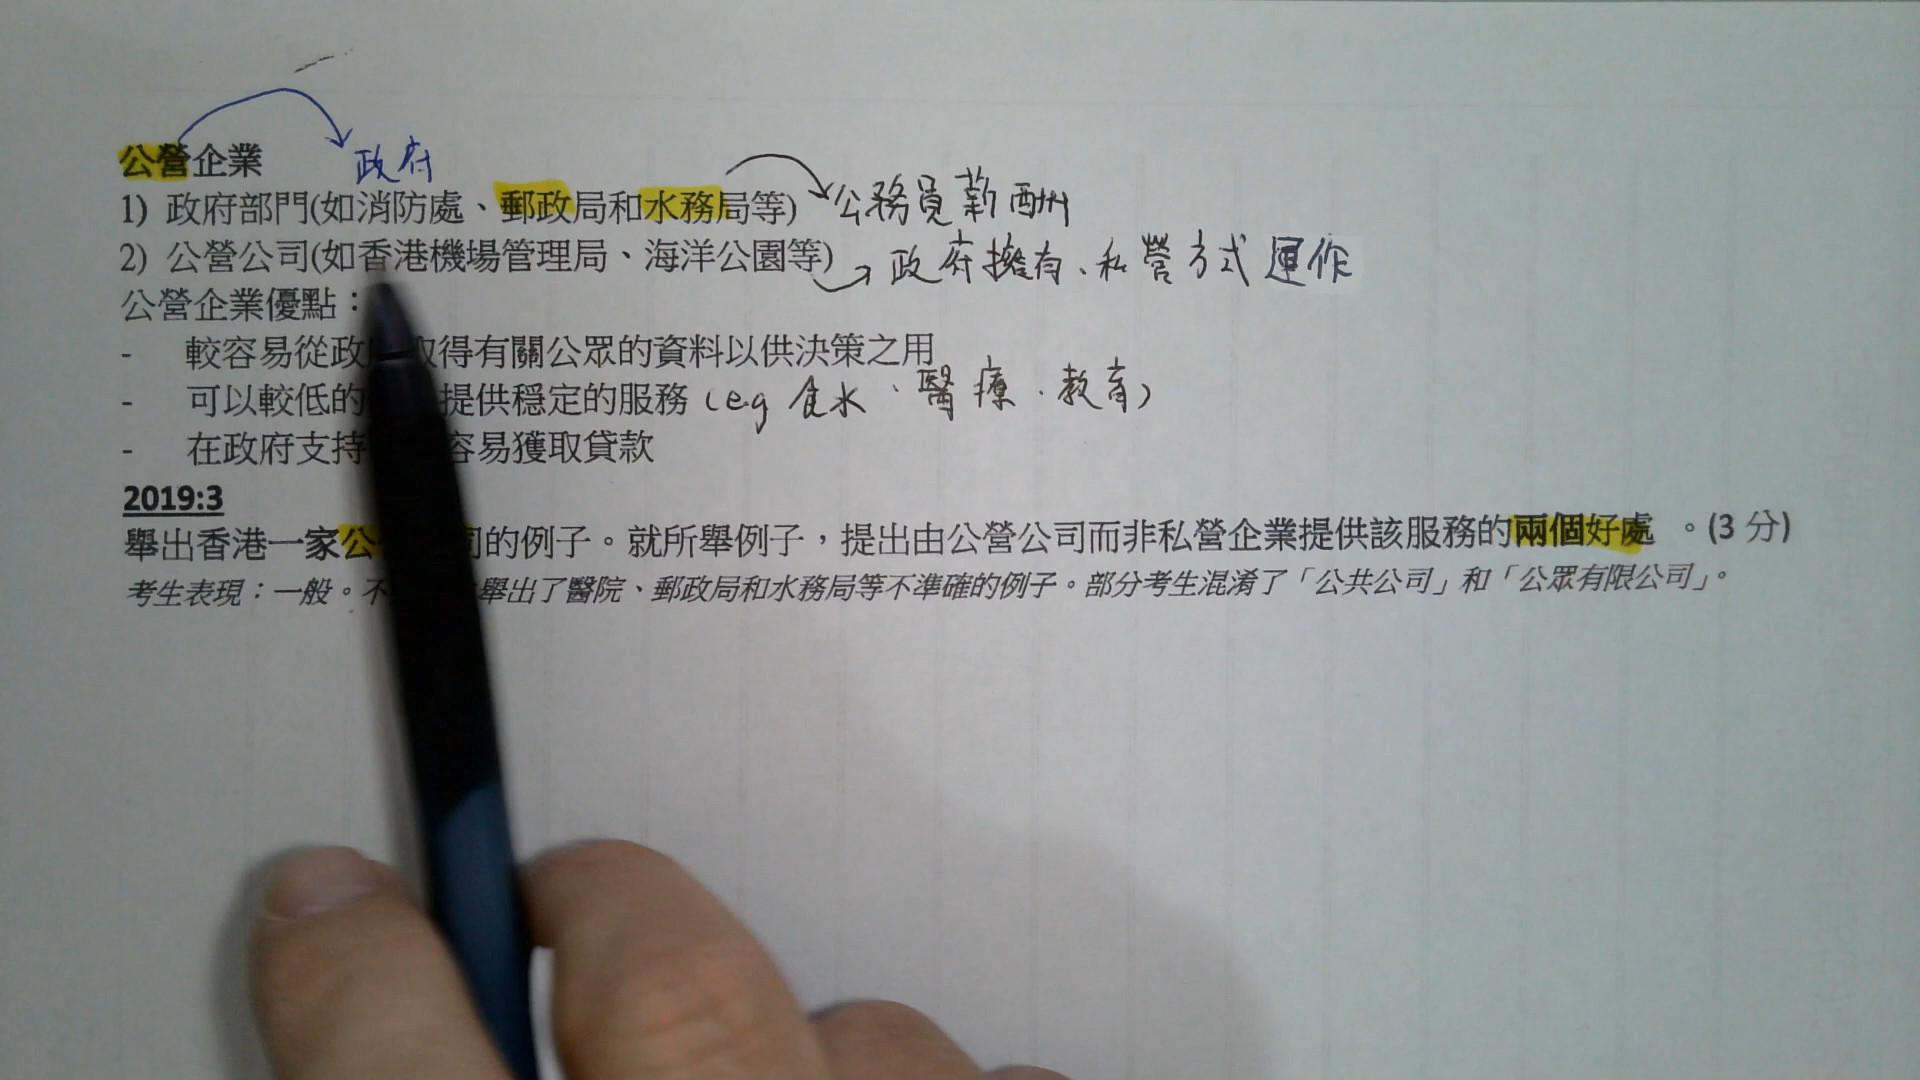 公營企業 政府
1) 政府部門(如消防處、郵政局和水務局等) 公務員薪酬
2) 公營公司(如香港機場管理局、海洋公園等) 政府擁有、私營方式運作
公營企業優點：
- 較容易從政 取得有關公眾的資料以供決策之用
- 可以較低的 提供穩定的服務 (e.g 食水、醫療、教育)
- 在政府支持 容易獲取貸款
2019:3
舉出香港一家公 司的例子。就所舉例子，提出由公營公司而非私營企業提供該服務的兩個好處 。(3 分)
考生表現：一般。不 舉出了醫院、郵政局和水務局等不準確的例子。部分考生混淆了「公共公司」和「公眾有限公司」。